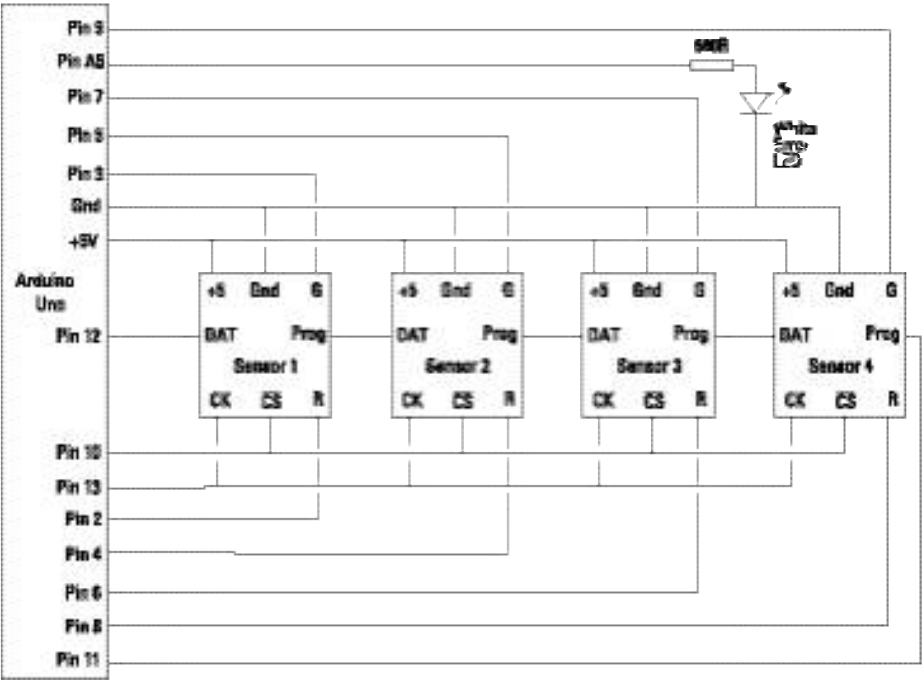 Pin 9
Pin A5
Pin 7
Pin 5
Pin 3
Gnd
+5V
Arduino
Uno
Pin 12
Pin 10
Pin 13
Pin 2
Pin 4
Pin 6
Pin 8
Pin 11
White
LED
+5 Gnd G
DAT Prog
Sensor 1
CK CS R
+5 Gnd G
DAT Prog
Sensor 2
CK CS R
+5 Gnd G
DAT Prog
Sensor 3
CK CS R
+5 Gnd G
DAT Prog
Sensor 4
CK CS R